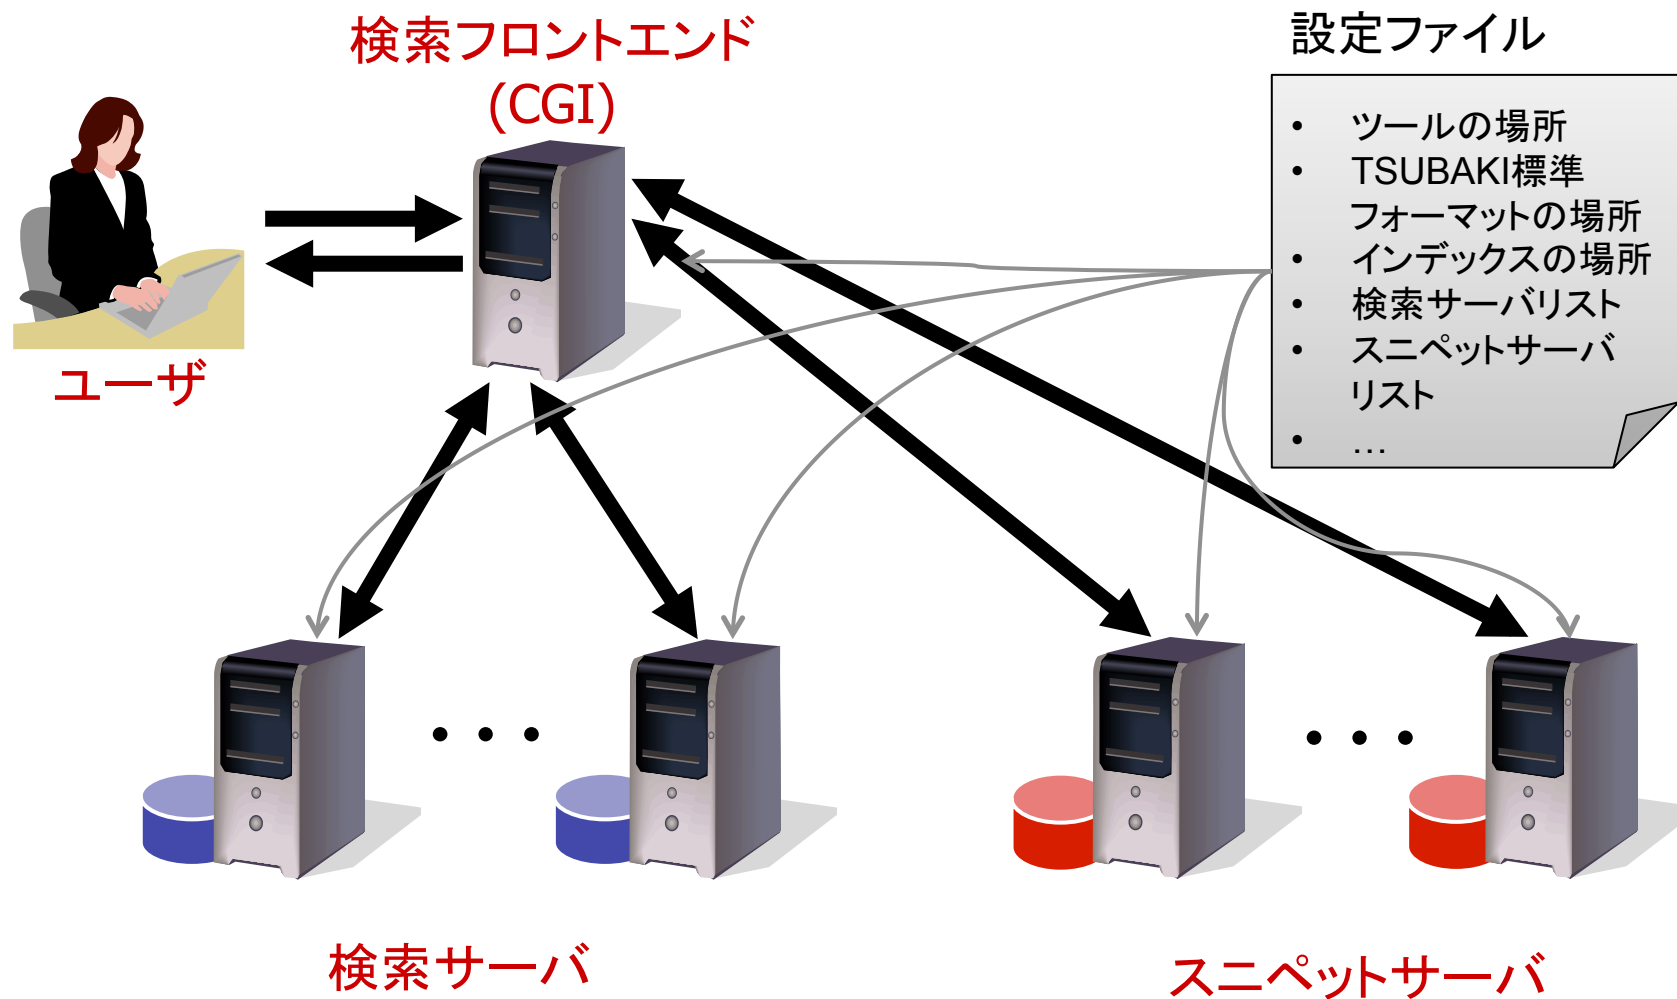 検索フロントエンド
(CGI)
設定ファイル
• ツールの場所
• TSUBAKI標準
フォーマットの場所
• インデックスの場所
• 検索サーバリスト
• スニペットサーバ
リスト
• …
ユーザ
• • •
• • •
検索サーバ
スニペットサーバ